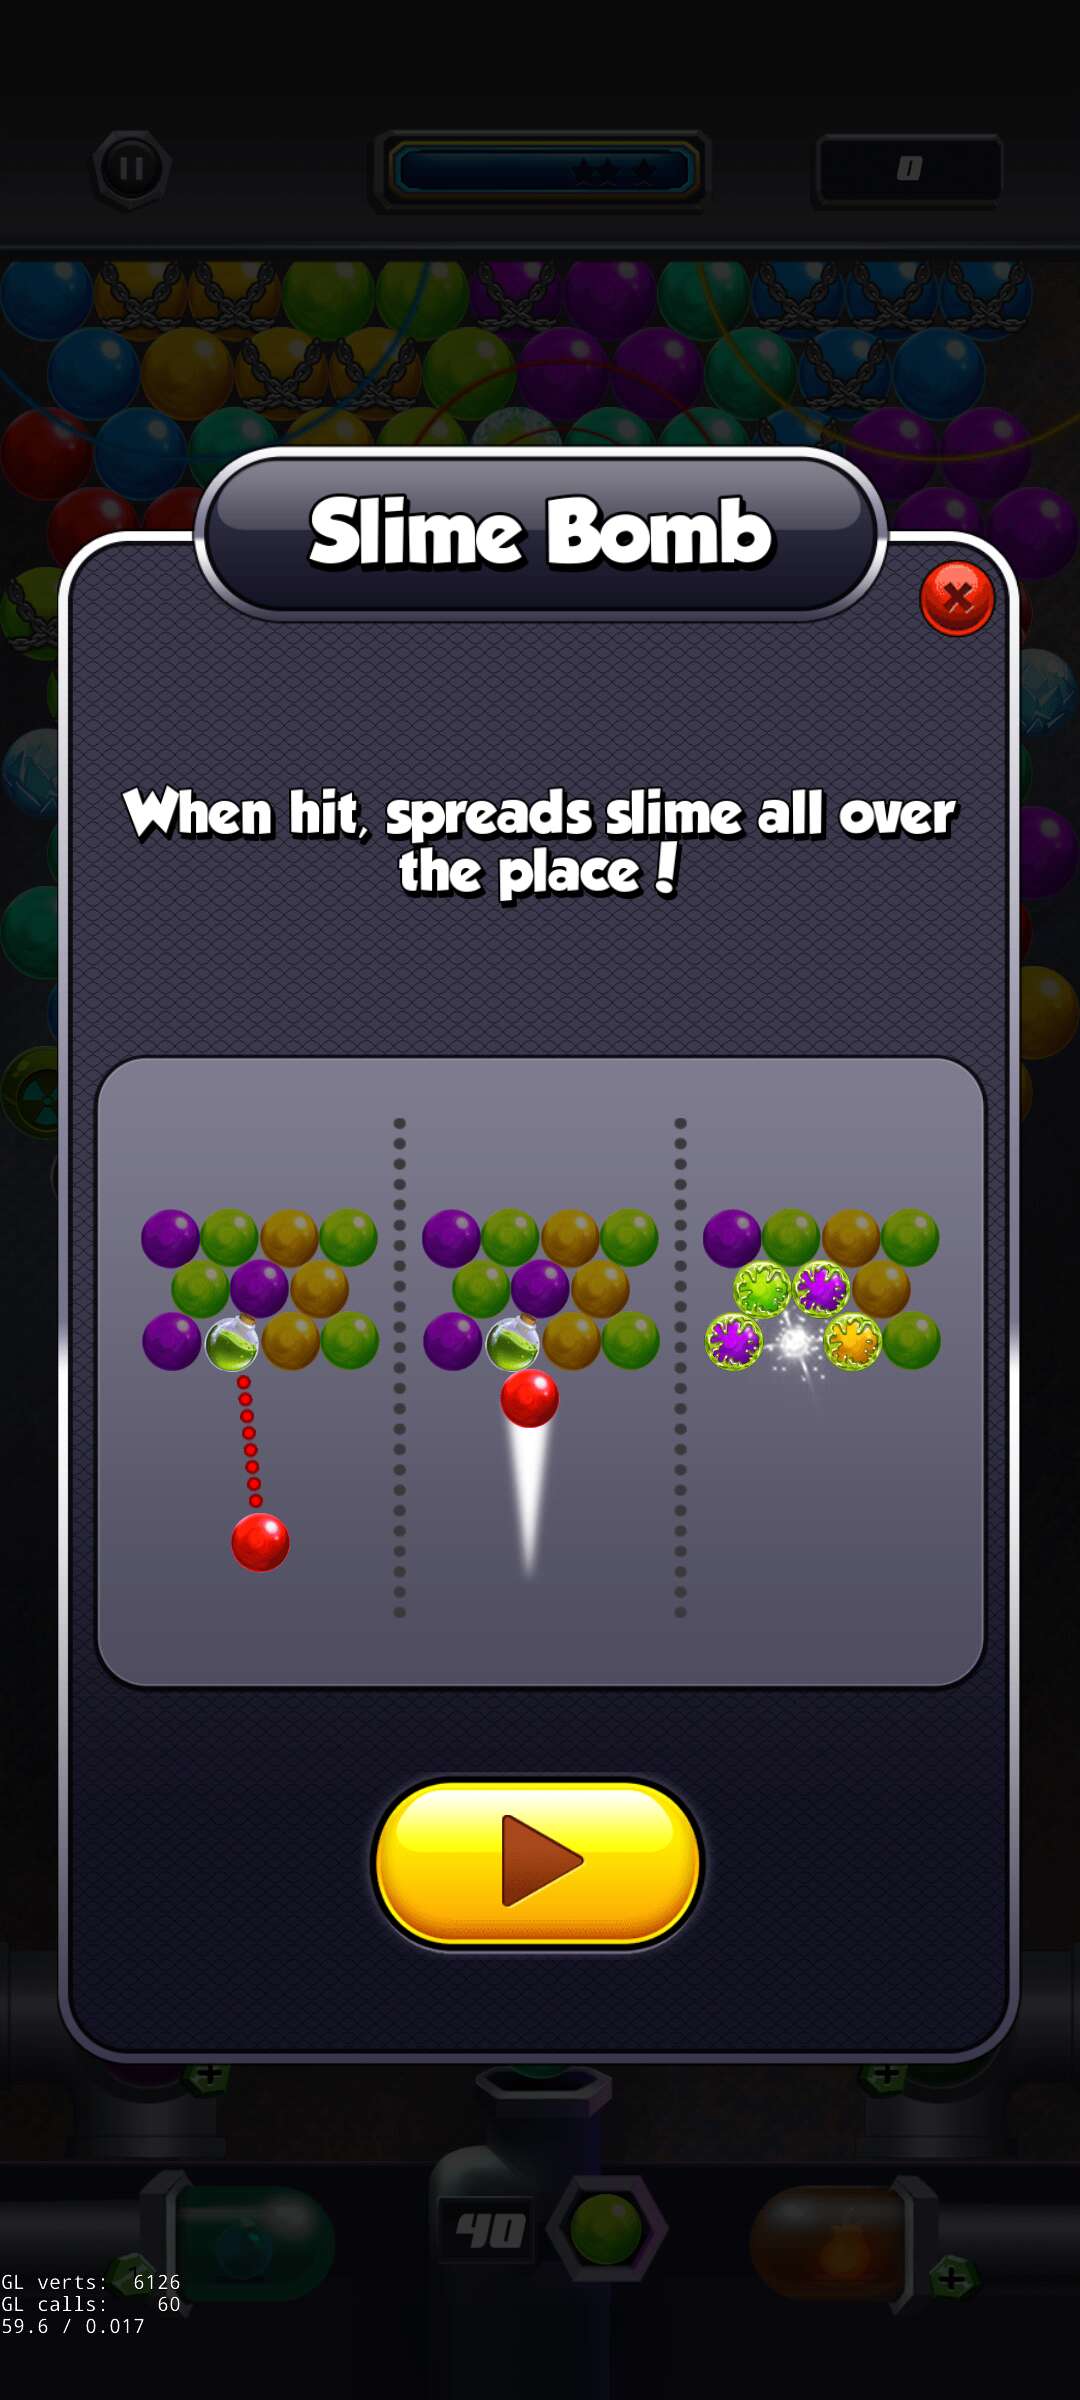 0
Slime Bomb
When hit, spreads slime all over
the place!
40
GL verts: 6126
GL calls: 60
59.6 / 0.017